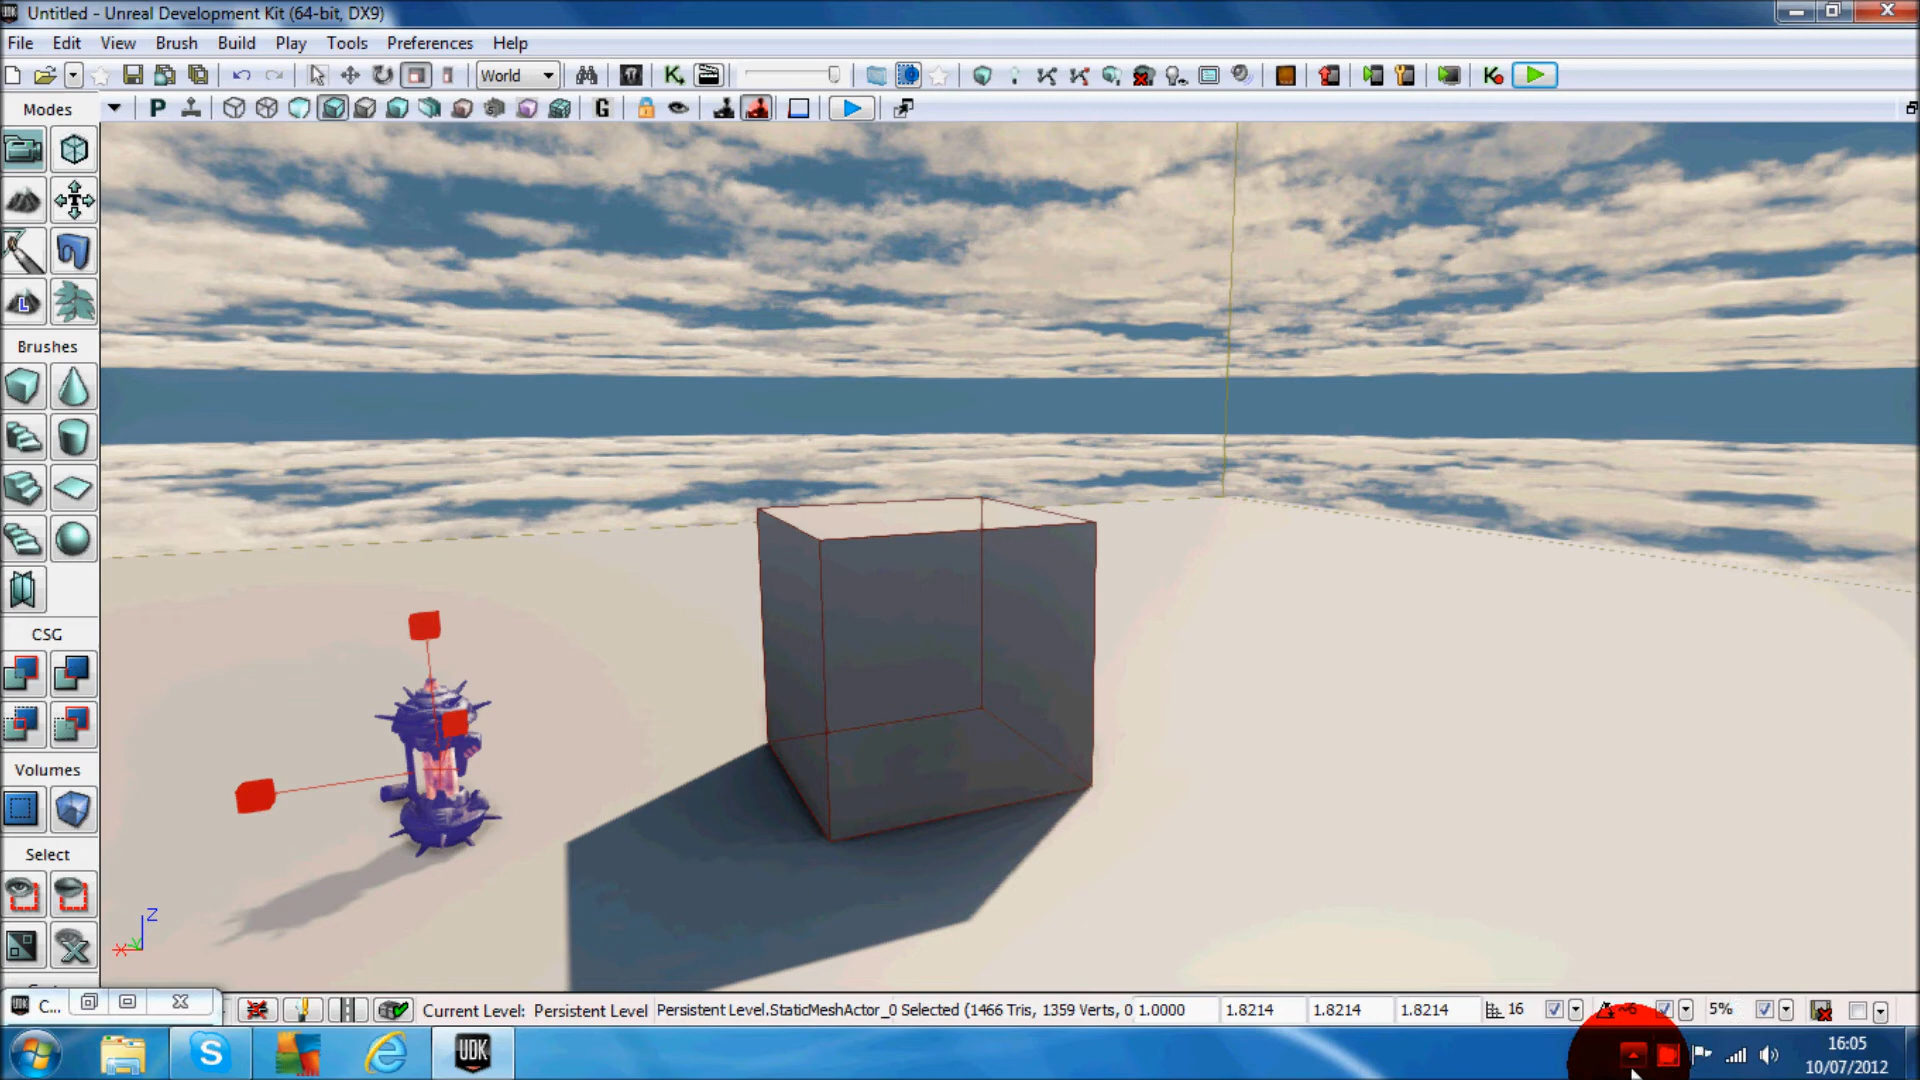 Untitled - Unreal Development Kit (64-bit, DX9)
File Edit View Brush Build Play Tools Preferences Help
World
Modes
P
G
L
Brushes
CSG
Volumes
Select
Z
X
C...
Current Level: Persistent Level
Persistent Level.StaticMeshActor_0 Selected (1466 Tris, 1359 Verts, 0
1.0000
1.8214
1.8214
1.8214
16
5%
UDK
16:05
10/07/2012